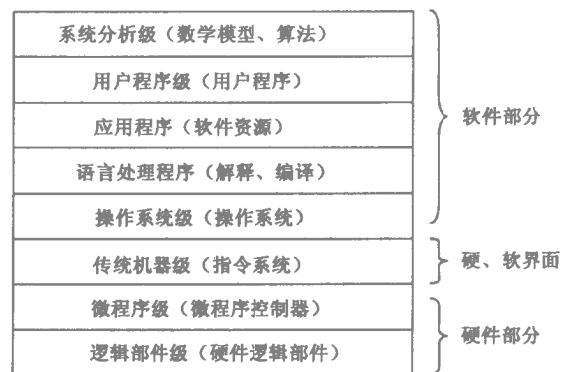 系统分析级（数学模型、算法）
用户程序级（用户程序）
应用程序（软件资源）
软件部分
语言处理程序（解释、编译）
操作系统级（操作系统）
传统机器级（指令系统）
硬、软界面
微程序级（微程序控制器）
硬件部分
逻辑部件级（硬件逻辑部件）